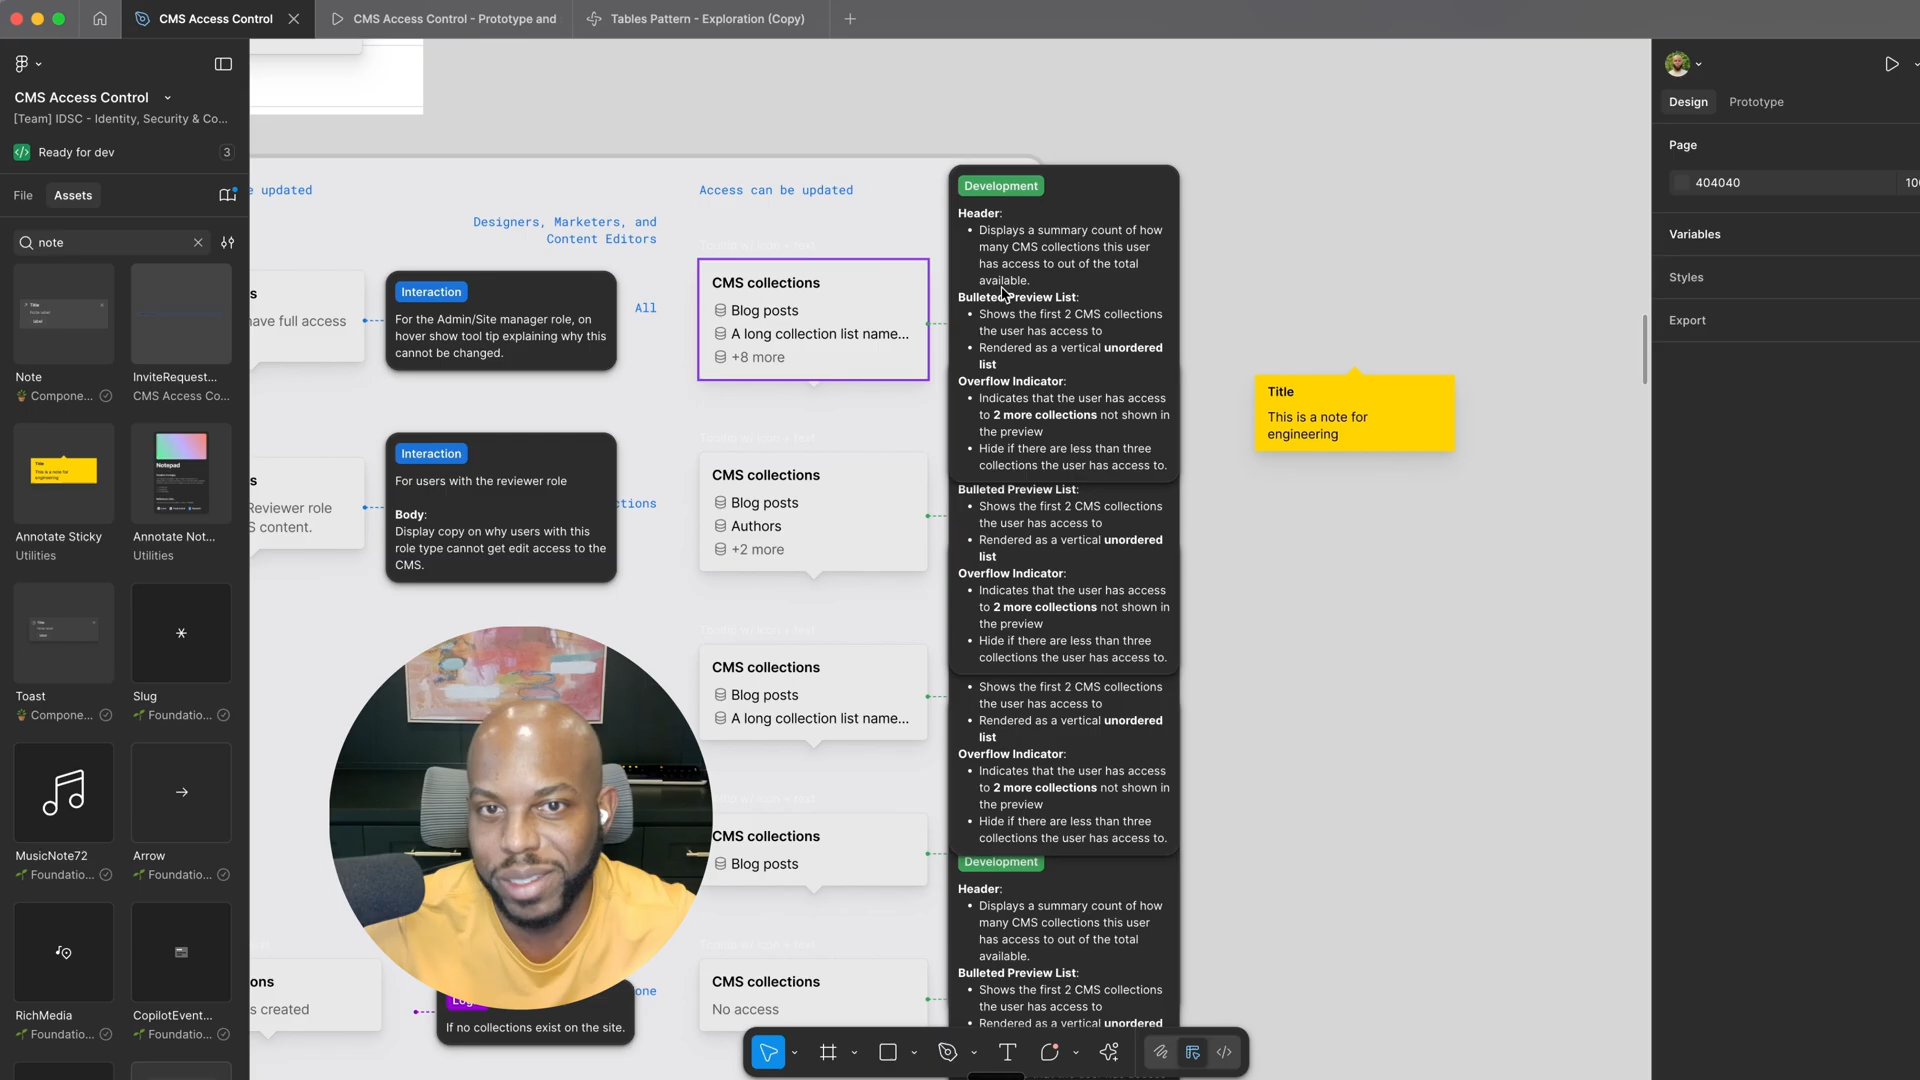 CMS Access Control
CMS Access Control - Prototype and
Tables Pattern - Exploration (Copy)
CMS Access Control
[Team] IDSC - Identity, Security & Co...
Ready for dev
3
File
Assets
note
Note
Compone...
InviteRequest...
CMS Access Co...
Annotate Sticky
Utilities
Annotate Not...
Utilities
Toast
Compone...
Slug
Foundatio...
MusicNote72
Foundatio...
Arrow
Foundatio...
RichMedia
Foundatio...
CopilotEvent...
Foundatio...
e updated
Designers, Marketers, and
Content Editors
All
s
have full access
Interaction
For the Admin/Site manager role, on
hover show tool tip explaining why this
cannot be changed.
s
Reviewer role
S content.
Interaction
For users with the reviewer role
Body:
Display copy on why users with this
role type cannot get edit access to the
CMS.
ctions
ons
s created
If no collections exist on the site.
one
Access can be updated
CMS collections
Blog posts
A long collection list name...
+8 more
CMS collections
Blog posts
Authors
+2 more
CMS collections
Blog posts
A long collection list name...
CMS collections
Blog posts
CMS collections
No access
Development
Header:
• Displays a summary count of how
many CMS collections this user
has access to out of the total
available.
Bulleted Preview List:
• Shows the first 2 CMS collections
the user has access to
• Rendered as a vertical unordered
list
Overflow Indicator:
• Indicates that the user has access
to 2 more collections not shown in
the preview
• Hide if there are less than three
collections the user has access to.
Bulleted Preview List:
• Shows the first 2 CMS collections
the user has access to
• Rendered as a vertical unordered
list
Overflow Indicator:
• Indicates that the user has access
to 2 more collections not shown in
the preview
• Hide if there are less than three
collections the user has access to.
• Shows the first 2 CMS collections
the user has access to
• Rendered as a vertical unordered
list
Overflow Indicator:
• Indicates that the user has access
to 2 more collections not shown in
the preview
• Hide if there are less than three
collections the user has access to.
Development
Header:
• Displays a summary count of how
many CMS collections this user
has access to out of the total
available.
Bulleted Preview List:
• Shows the first 2 CMS collections
the user has access to
• Rendered as a vertical unordered
Title
This is a note for
engineering
Design
Prototype
Page
404040
100
Variables
Styles
Export